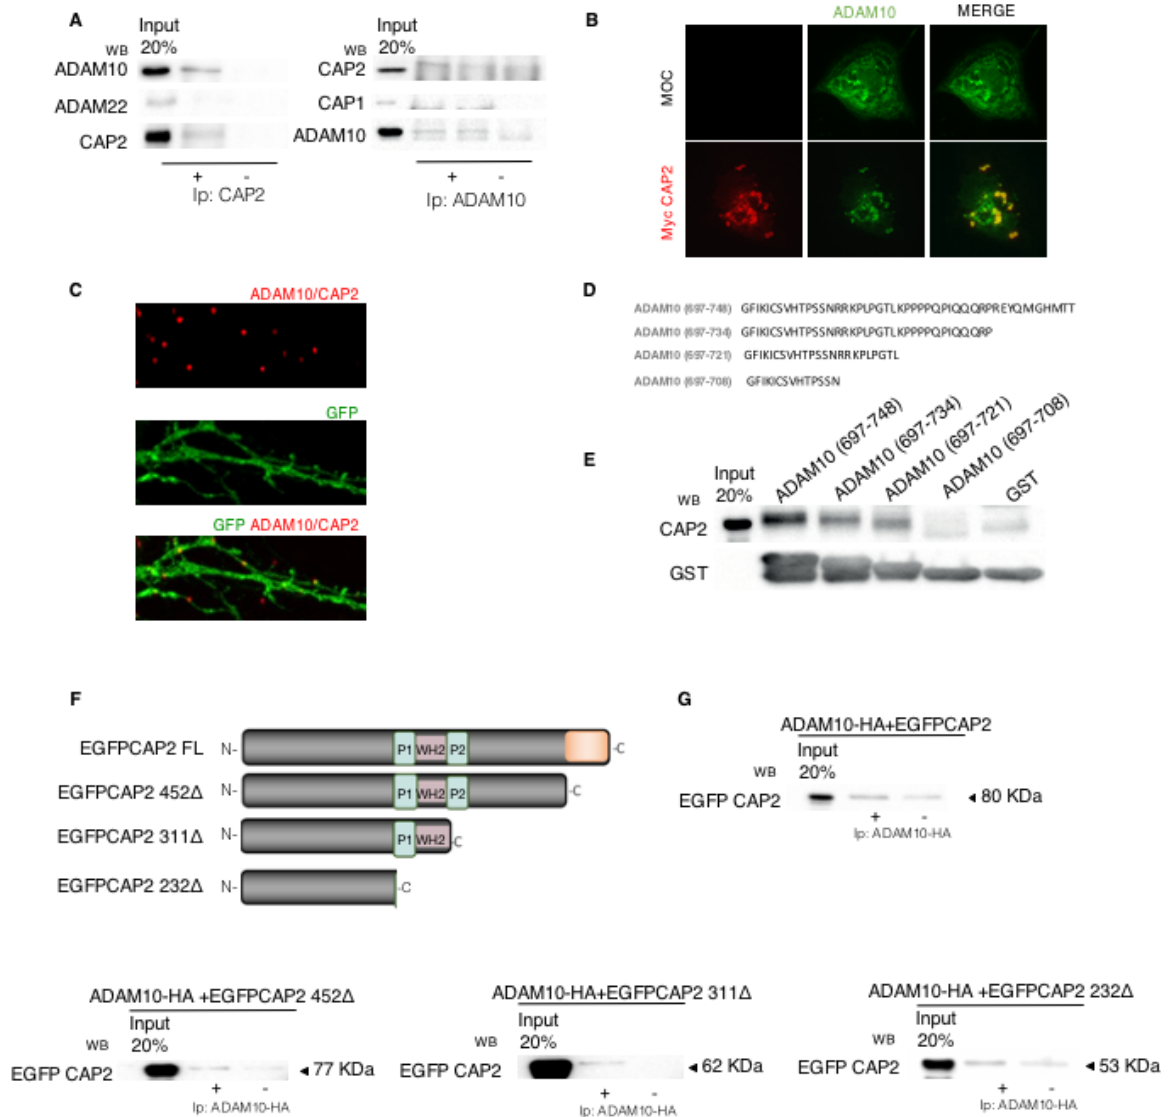 A
Input
WB 20%
ADAM10
ADAM22
CAP2
+ -
Ip: CAP2
Input
WB 20%
CAP2
CAP1
ADAM10
+ -
Ip: ADAM10
B
ADAM10 MERGE
MOC
Myc CAP2
C
ADAM10/CAP2
GFP
GFP ADAM10/CAP2
D
ADAM10 (697-748) GFIKICSVHTPSSNRRKPLPGTLKPPPPQPIQQQRPREYQMGHMTT
ADAM10 (697-734) GFIKICSVHTPSSNRRKPLPGTLKPPPPQPIQQQRP
ADAM10 (697-721) GFIKICSVHTPSSNRRKPLPGTL
ADAM10 (697-708) GFIKICSVHTPSSN
E
Input
WB 20%
ADAM10 (697-748)
ADAM10 (697-734)
ADAM10 (697-721)
ADAM10 (697-708)
GST
CAP2
GST
F
EGFPCAP2 FL N- P1 WH2 P2 -C
EGFPCAP2 452Δ N- P1 WH2 P2 -C
EGFPCAP2 311Δ N- P1 WH2 -C
EGFPCAP2 232Δ N- -C
G
ADAM10-HA+EGFPCAP2
Input
WB 20%
EGFP CAP2 ◄ 80 KDa
+ -
Ip: ADAM10-HA
ADAM10-HA +EGFPCAP2 452Δ
Input
WB 20%
EGFP CAP2 ◄ 77 KDa
+ -
Ip: ADAM10-HA
ADAM10-HA+EGFPCAP2 311Δ
Input
WB 20%
EGFP CAP2 ◄ 62 KDa
+ -
Ip: ADAM10-HA
ADAM10-HA +EGFPCAP2 232Δ
Input
WB 20%
EGFP CAP2 ◄ 53 KDa
+ -
Ip: ADAM10-HA